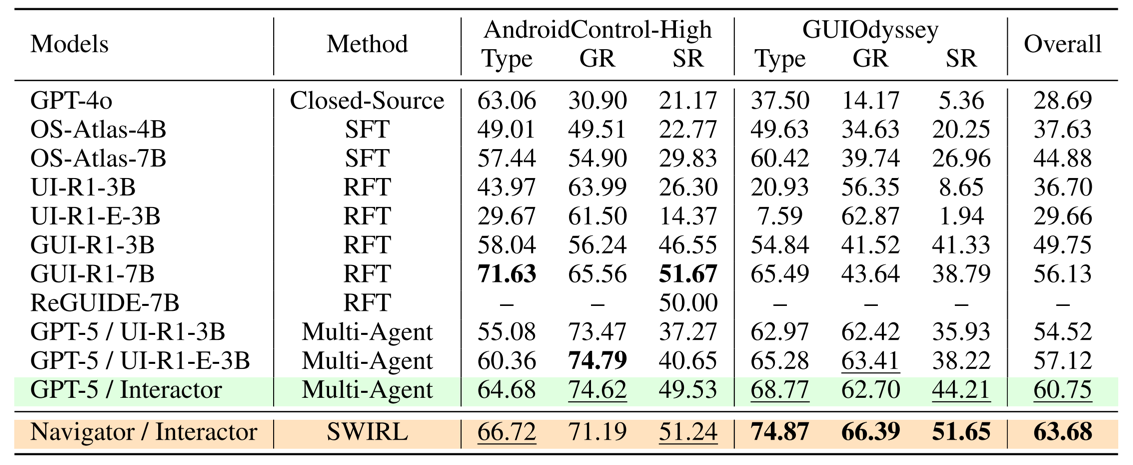 Models Method AndroidControl-High GUIOdyssey Overall
Type GR SR Type GR SR
GPT-4o Closed-Source 63.06 30.90 21.17 37.50 14.17 5.36 28.69
OS-Atlas-4B SFT 49.01 49.51 22.77 49.63 34.63 20.25 37.63
OS-Atlas-7B SFT 57.44 54.90 29.83 60.42 39.74 26.96 44.88
UI-R1-3B RFT 43.97 63.99 26.30 20.93 56.35 8.65 36.70
UI-R1-E-3B RFT 29.67 61.50 14.37 7.59 62.87 1.94 29.66
GUI-R1-3B RFT 58.04 56.24 46.55 54.84 41.52 41.33 49.75
GUI-R1-7B RFT 71.63 65.56 51.67 65.49 43.64 38.79 56.13
ReGUIDE-7B RFT – – 50.00 – – – –
GPT-5 / UI-R1-3B Multi-Agent 55.08 73.47 37.27 62.97 62.42 35.93 54.52
GPT-5 / UI-R1-E-3B Multi-Agent 60.36 74.79 40.65 65.28 63.41 38.22 57.12
GPT-5 / Interactor Multi-Agent 64.68 74.62 49.53 68.77 62.70 44.21 60.75
Navigator / Interactor SWIRL 66.72 71.19 51.24 74.87 66.39 51.65 63.68